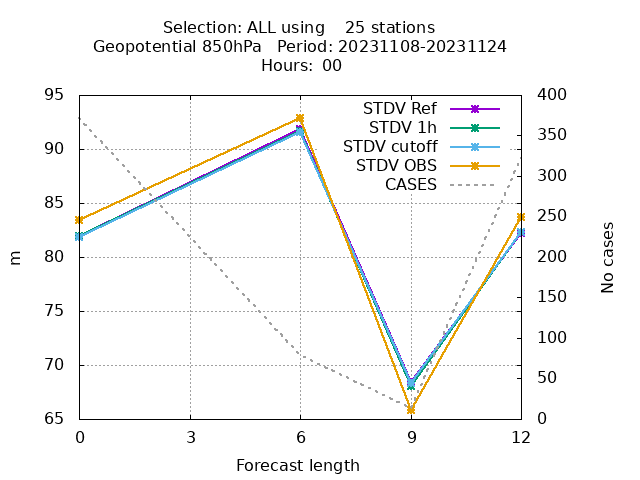 Selection: ALL using    25 stations
Geopotential 850hPa   Period: 20231108-20231124
Hours: 00
STDV Ref
STDV 1h
STDV cutoff
STDV OBS
CASES
95
90
85
80
75
70
65
m
400
350
300
250
200
150
100
50
0
No cases
0 3 6 9 12
Forecast length